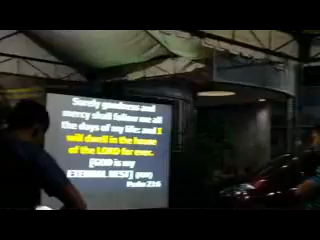 Surely goodness and
mercy shall follow me all
the days of my life: and I
will dwell in the house
of the LORD for ever.
[GOD is my
ETERNAL REST]
Psalm 23:6